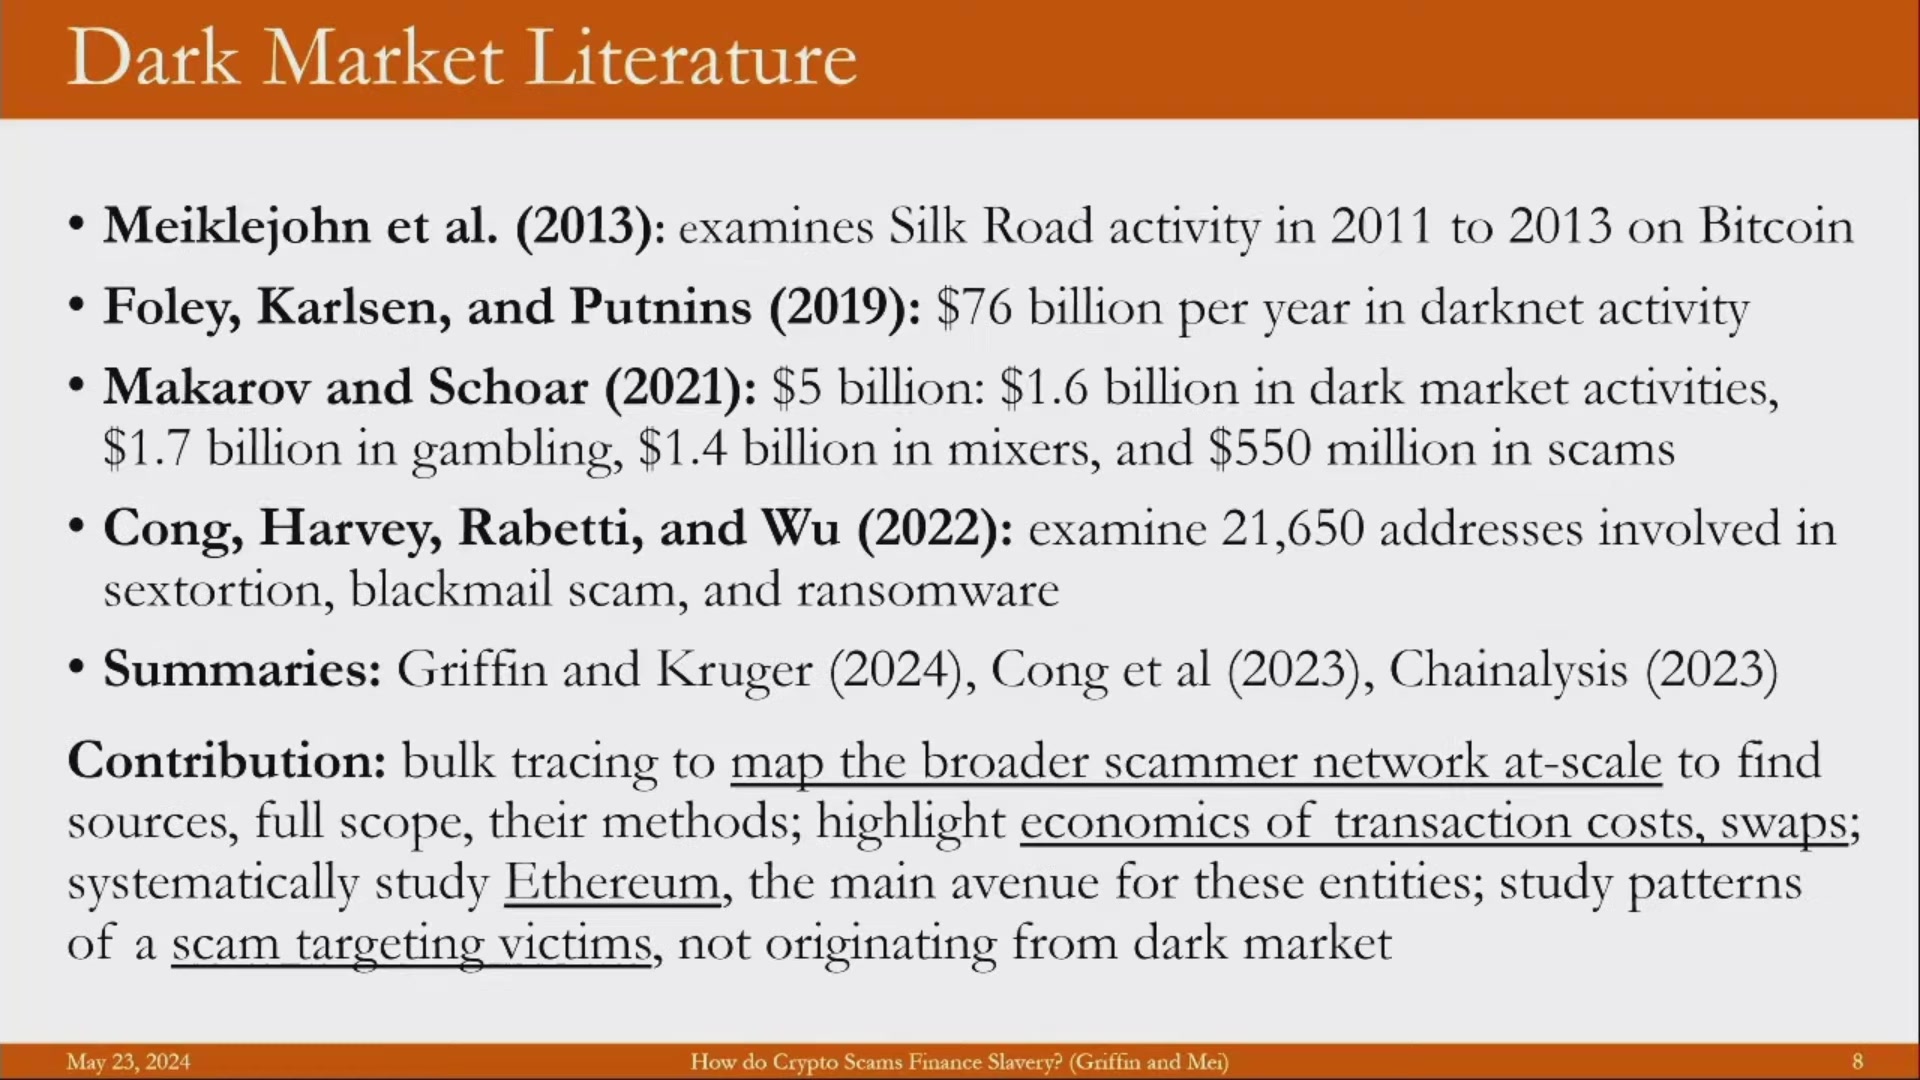 Dark Market Literature
• Meiklejohn et al. (2013): examines Silk Road activity in 2011 to 2013 on Bitcoin
• Foley, Karlsen, and Putnins (2019): $76 billion per year in darknet activity
• Makarov and Schoar (2021): $5 billion: $1.6 billion in dark market activities,
$1.7 billion in gambling, $1.4 billion in mixers, and $550 million in scams
• Cong, Harvey, Rabetti, and Wu (2022): examine 21,650 addresses involved in
sextortion, blackmail scam, and ransomware
• Summaries: Griffin and Kruger (2024), Cong et al (2023), Chainalysis (2023)
Contribution: bulk tracing to map the broader scammer network at-scale to find
sources, full scope, their methods; highlight economics of transaction costs, swaps;
systematically study Ethereum, the main avenue for these entities; study patterns
of a scam targeting victims, not originating from dark market
May 23, 2024
How do Crypto Scams Finance Slavery? (Griffin and Mei)
8